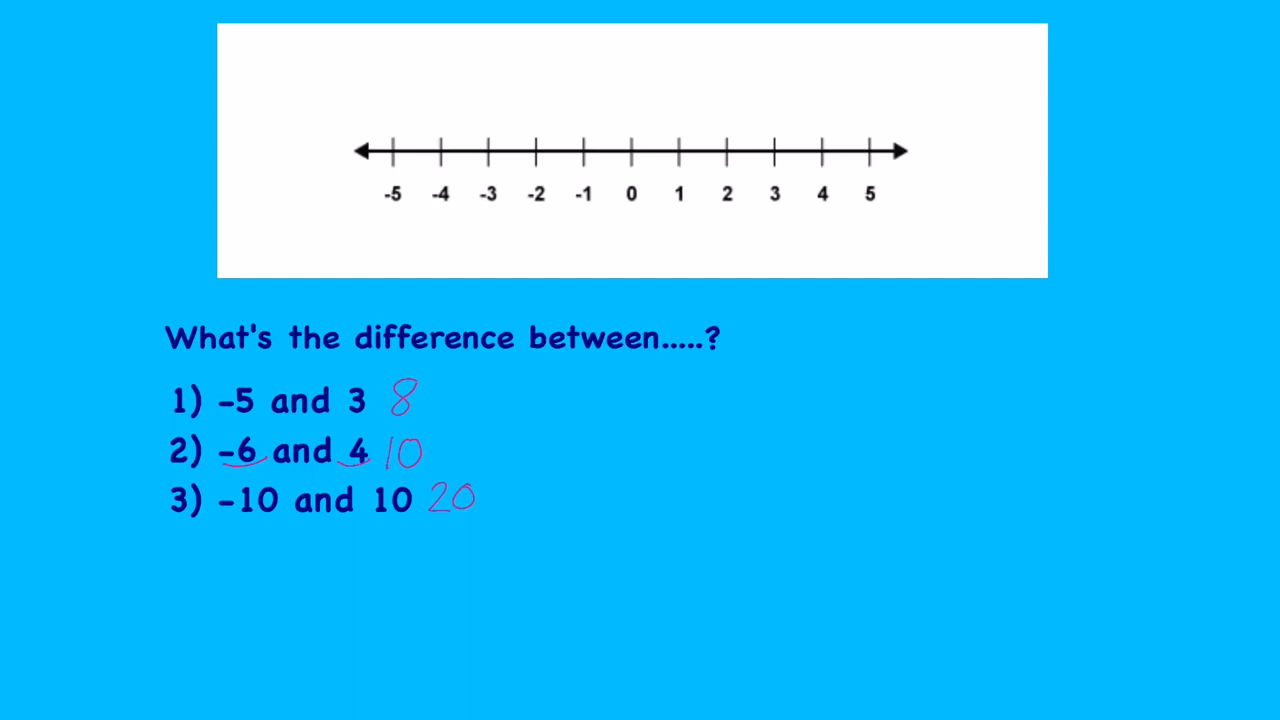 -5 -4 -3 -2 -1 0 1 2 3 4 5
What's the difference between.....?
1) -5 and 3 8
2) -6 and 4 10
3) -10 and 10 20